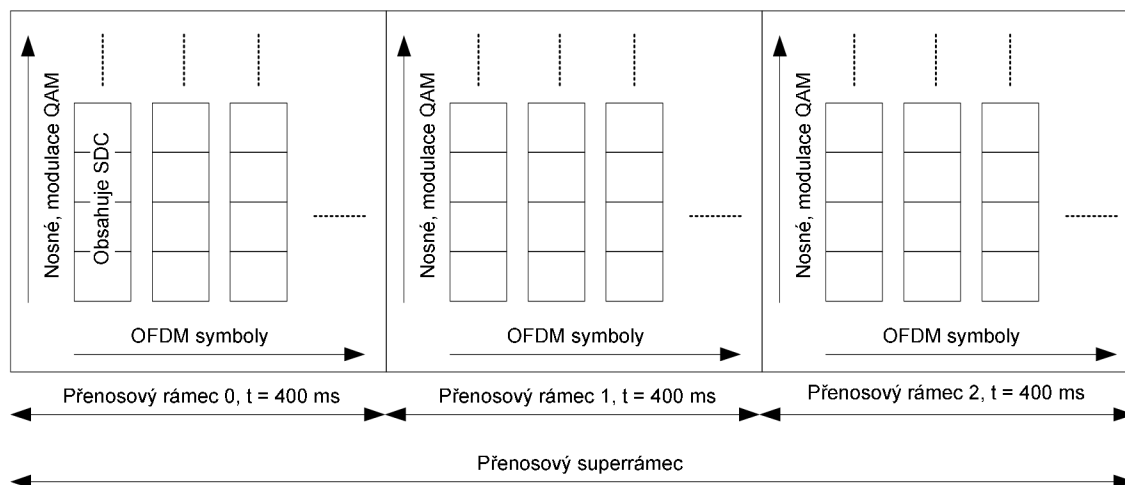 Nosné, modulace QAM
Obsahuje SDC
OFDM symboly
Nosné, modulace QAM
OFDM symboly
Nosné, modulace QAM
OFDM symboly
Přenosový rámec 0, t = 400 ms
Přenosový rámec 1, t = 400 ms
Přenosový rámec 2, t = 400 ms
Přenosový superrámec